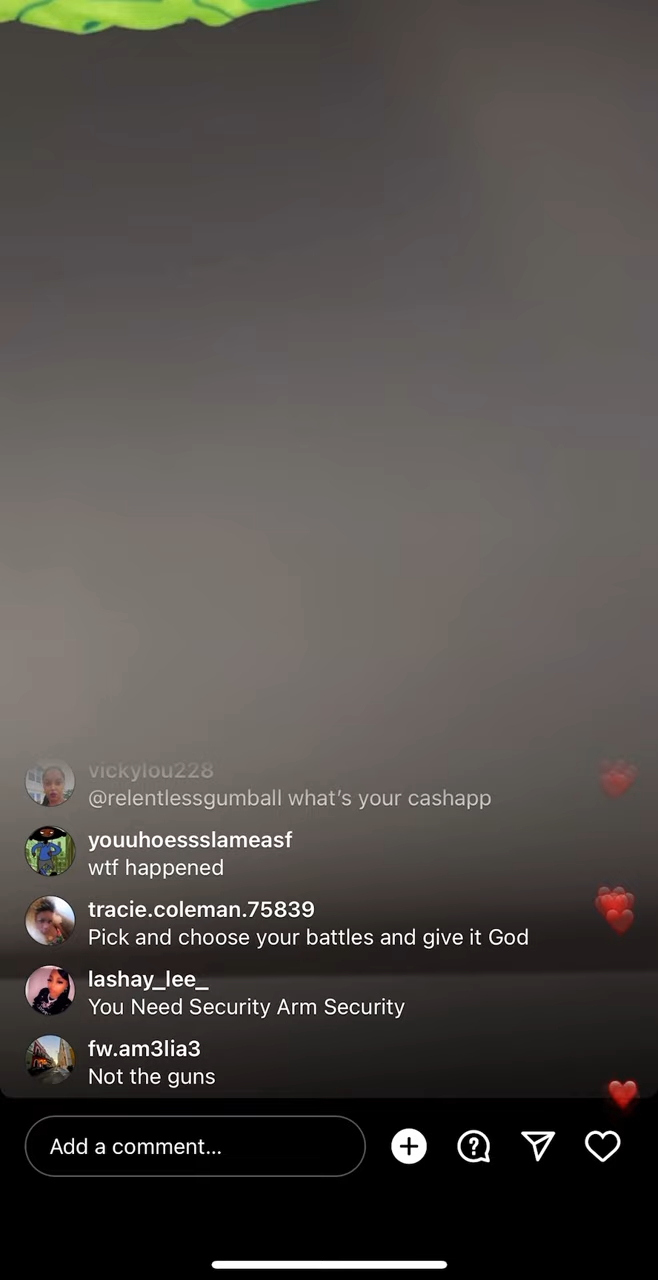 vickylou228
@relentlessgumball what's your cashapp
youuhoessslameasf
wtf happened
tracie.coleman.75839
Pick and choose your battles and give it God
lashay_lee_
You Need Security Arm Security
fw.am3lia3
Not the guns
Add a comment...